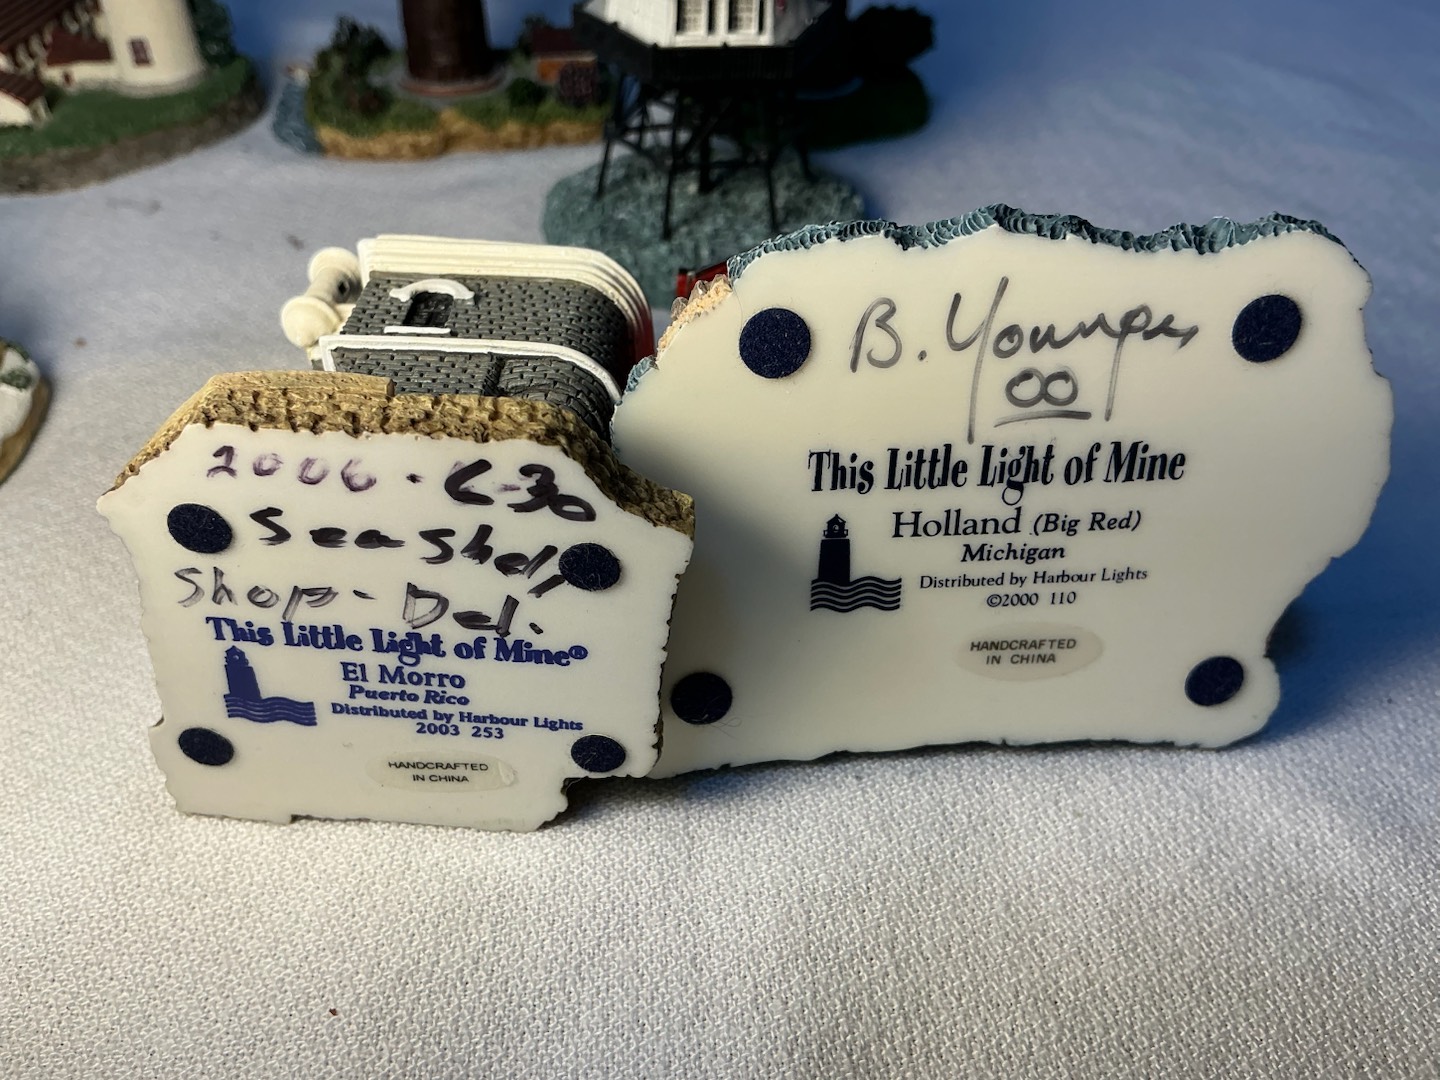 2006 · 6-30
Sea Shell
Shop - Del.
This Little Light of Mine®
El Morro
Puerto Rico
Distributed by Harbour Lights
2003 253
HANDCRAFTED
IN CHINA
B. Younger
00
This Little Light of Mine
Holland (Big Red)
Michigan
Distributed by Harbour Lights
©2000 110
HANDCRAFTED
IN CHINA